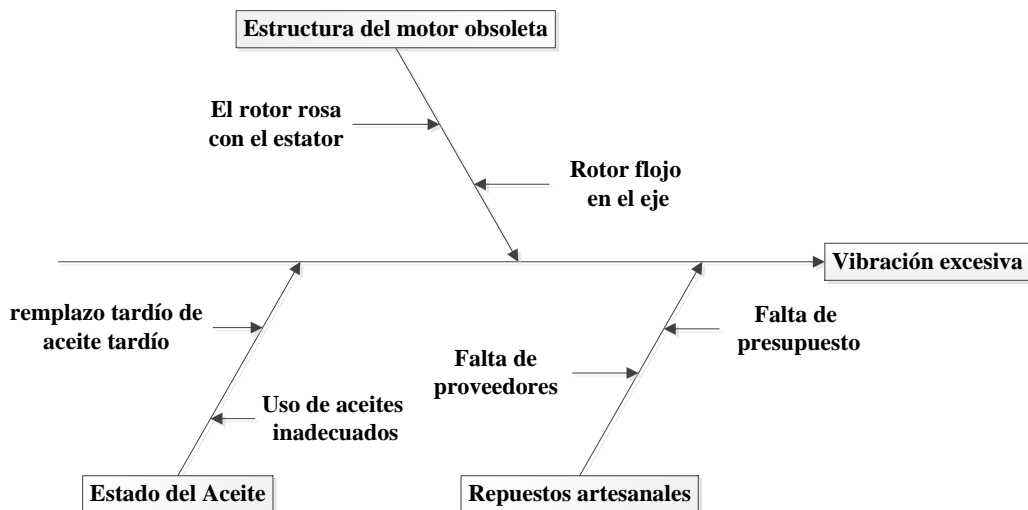 Estructura del motor obsoleta
El rotor rosa
con el estator
Rotor flojo
en el eje
Vibración excesiva
remplazo tardío de
aceite tardío
Uso de aceites
inadecuados
Falta de
proveedores
Falta de
presupuesto
Estado del Aceite
Repuestos artesanales